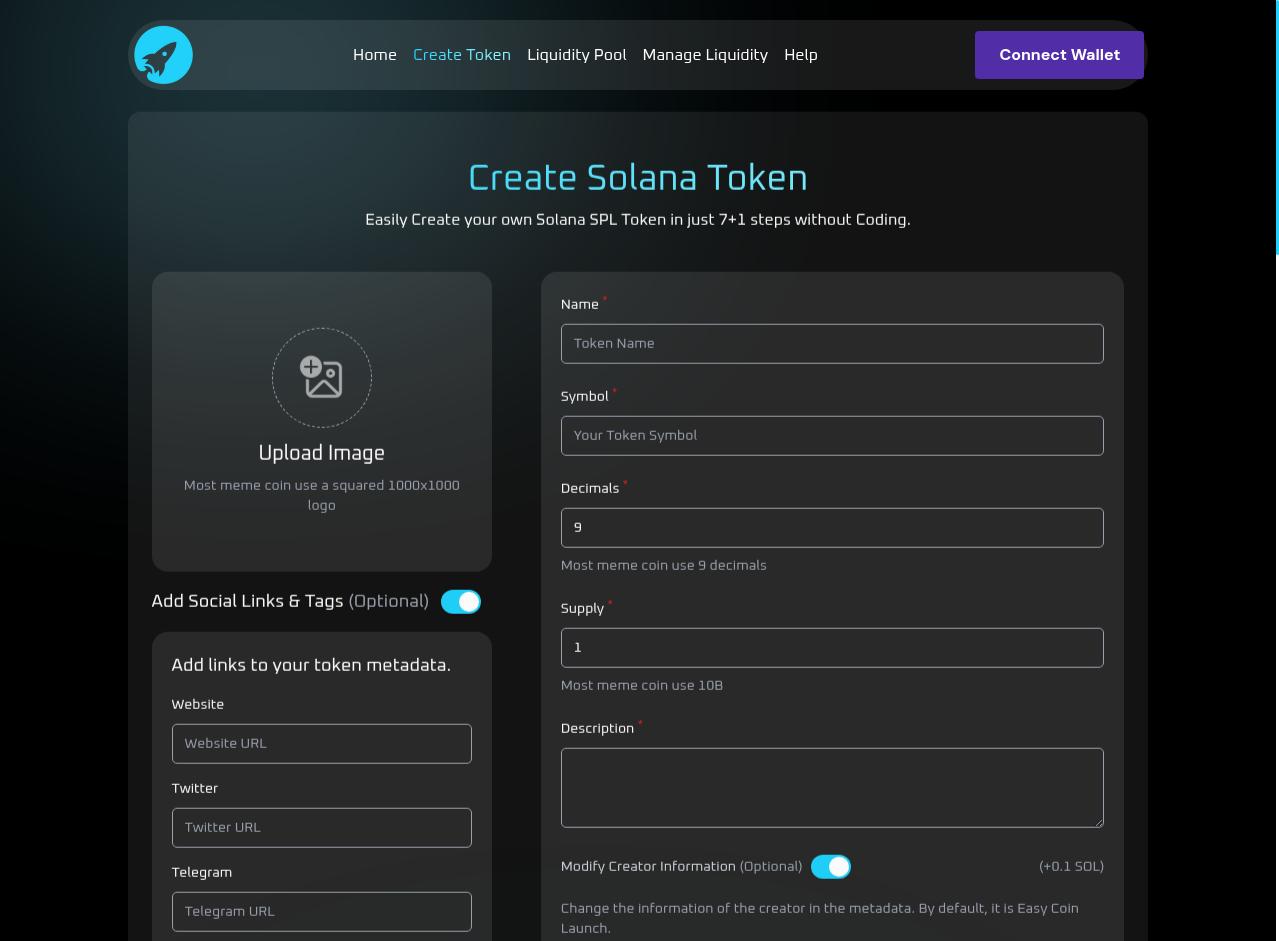 Home
Create Token
Liquidity Pool
Manage Liquidity
Help
Connect Wallet
Create Solana Token
Easily Create your own Solana SPL Token in just 7+1 steps without Coding.
Upload Image
Most meme coin use a squared 1000x1000
logo
Add Social Links & Tags (Optional)
Add links to your token metadata.
Website
Website URL
Twitter
Twitter URL
Telegram
Telegram URL
Name *
Token Name
Symbol *
Your Token Symbol
Decimals *
9
Most meme coin use 9 decimals
Supply *
1
Most meme coin use 10B
Description *
Modify Creator Information (Optional)
(+0.1 SOL)
Change the information of the creator in the metadata. By default, it is Easy Coin
Launch.